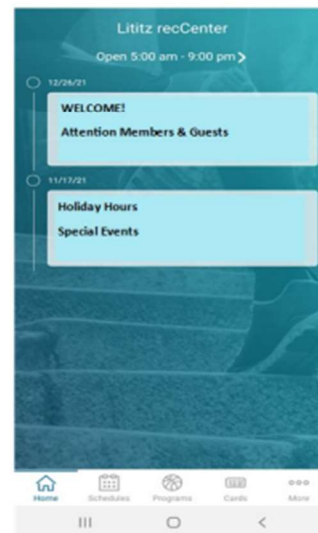 Lititz recCenter
Open 5:00 am - 9:00 pm
12/26/21
WELCOME!
Attention Members & Guests
11/17/21
Holiday Hours
Special Events
Home Schedules Programs Cards More